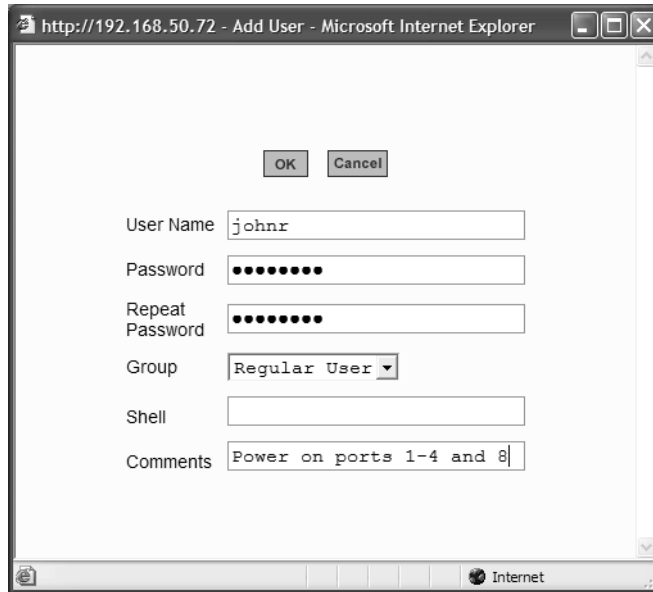 http://192.168.50.72 - Add User - Microsoft Internet Explorer
OK Cancel
User Name johnr
Password ●●●●●●●●
Repeat
Password ●●●●●●●●
Group Regular User
Shell
Comments Power on ports 1-4 and 8
Internet